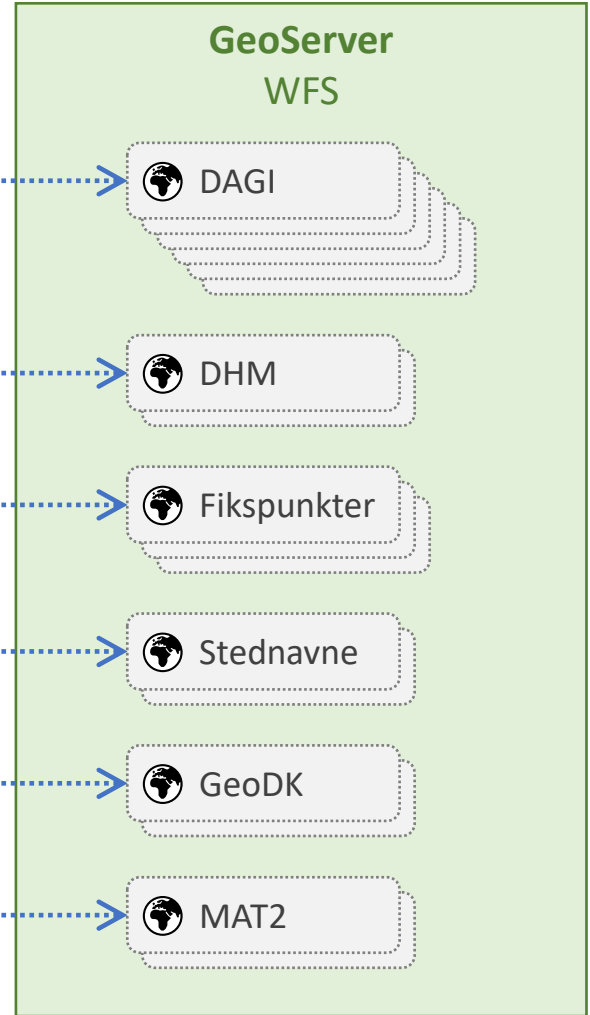 GeoServer
WFS
DAGI
DHM
Fikspunkter
Stednavne
GeoDK
MAT2